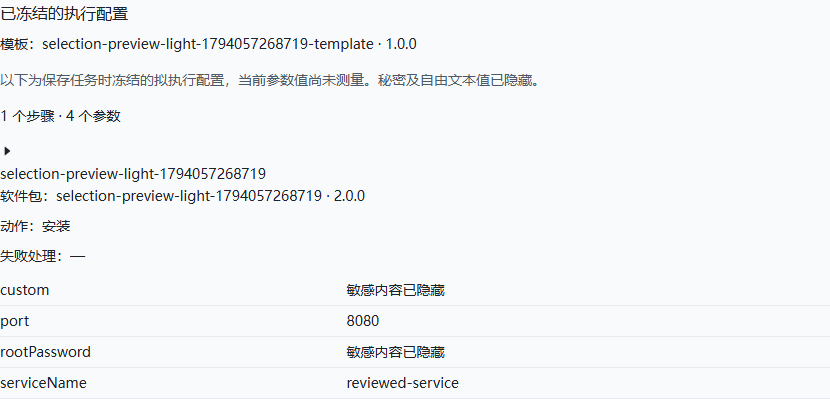 已冻结的执行配置
模板：selection-preview-light-1794057268719-template · 1.0.0
以下为保存任务时冻结的拟执行配置，当前参数值尚未测量。秘密及自由文本值已隐藏。
1 个步骤 · 4 个参数
selection-preview-light-1794057268719
软件包：selection-preview-light-1794057268719 · 2.0.0
动作：安装
失败处理：—
custom 敏感内容已隐藏
port 8080
rootPassword 敏感内容已隐藏
serviceName reviewed-service